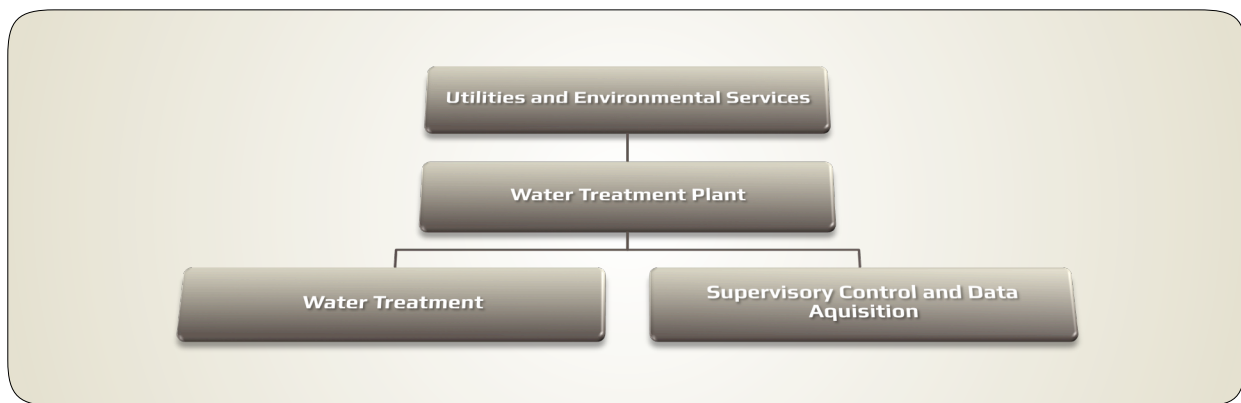 Utilities and Environmental Services
Water Treatment Plant
Water Treatment
Supervisory Control and Data
Aquisition